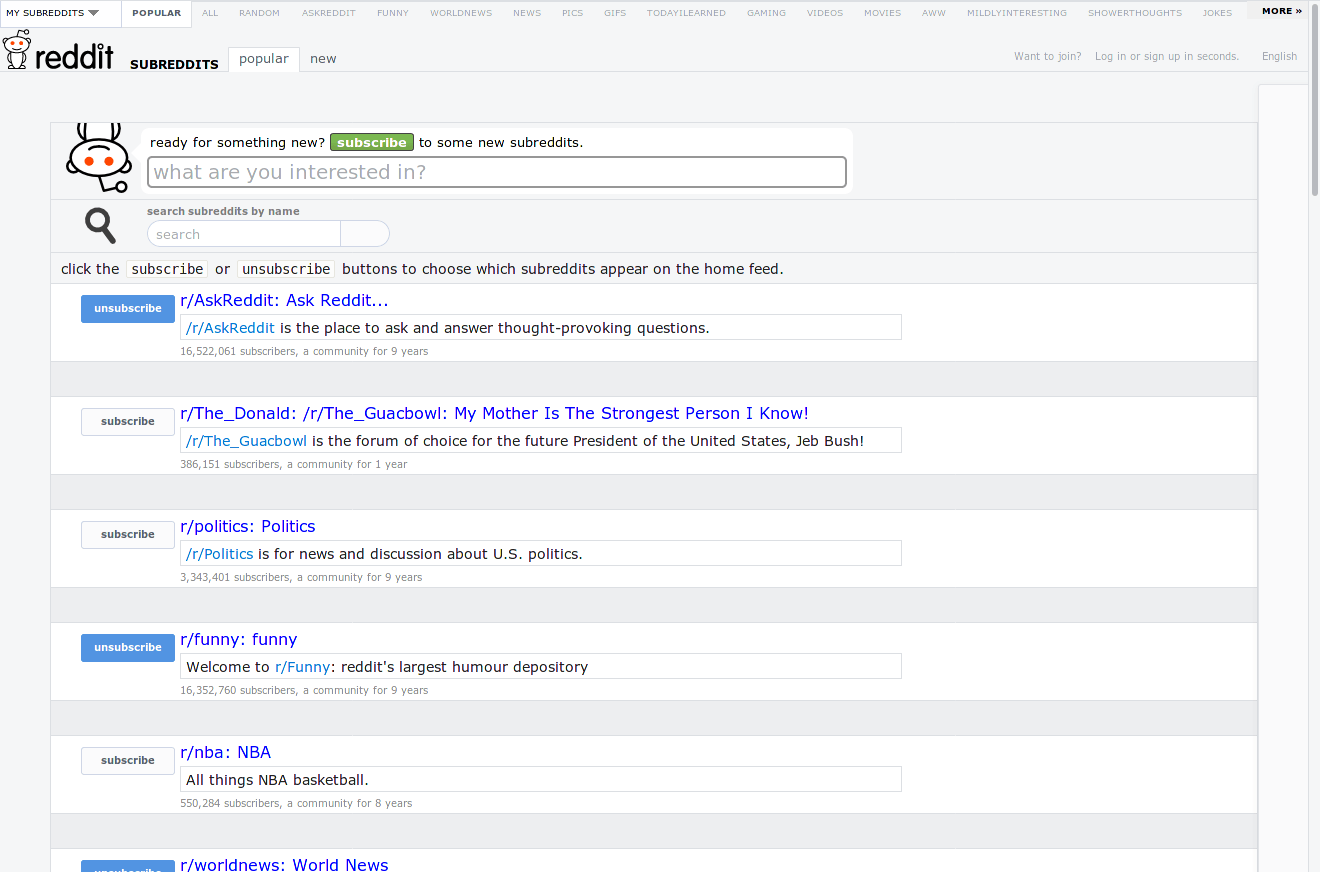 MY SUBREDDITS POPULAR ALL RANDOM ASKREDDIT FUNNY WORLDNEWS NEWS PICS GIFS TODAYILEARNED GAMING VIDEOS MOVIES AWW MILDLYINTERESTING SHOWERTHOUGHTS JOKES MORE »
reddit SUBREDDITS popular new Want to join? Log in or sign up in seconds. English
ready for something new? subscribe to some new subreddits.
what are you interested in?
search subreddits by name
search
click the subscribe or unsubscribe buttons to choose which subreddits appear on the home feed.
unsubscribe r/AskReddit: Ask Reddit...
/r/AskReddit is the place to ask and answer thought-provoking questions.
16,522,061 subscribers, a community for 9 years
subscribe r/The_Donald: /r/The_Guacbowl: My Mother Is The Strongest Person I Know!
/r/The_Guacbowl is the forum of choice for the future President of the United States, Jeb Bush!
386,151 subscribers, a community for 1 year
subscribe r/politics: Politics
/r/Politics is for news and discussion about U.S. politics.
3,343,401 subscribers, a community for 9 years
unsubscribe r/funny: funny
Welcome to r/Funny: reddit's largest humour depository
16,352,760 subscribers, a community for 9 years
subscribe r/nba: NBA
All things NBA basketball.
550,284 subscribers, a community for 8 years
unsubscribe r/worldnews: World News